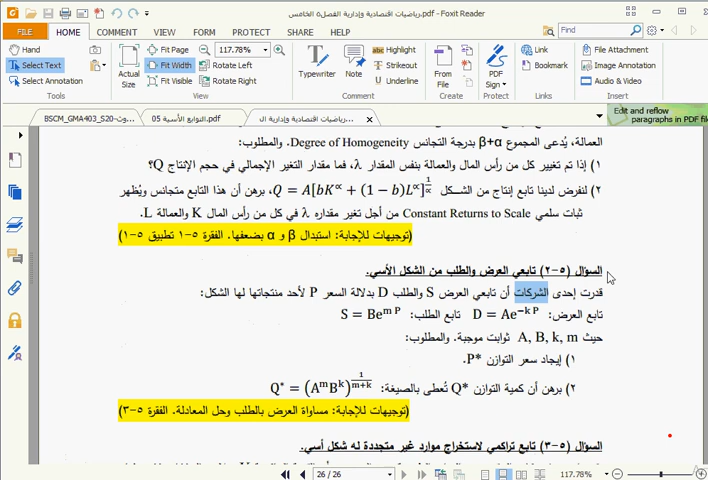 رياضيات اقتصادية وإدارية الفصل٥ الخامس.pdf - Foxit Reader
FILE HOME COMMENT VIEW FORM PROTECT SHARE HELP Find
Hand Fit Page 117.78% Highlight Link File Attachment
Select Text Actual Size Fit Width Rotate Left Typewriter Note Strikeout From File PDF Sign Bookmark Image Annotation
Select Annotation Fit Visible Rotate Right Underline Audio & Video
Tools View Comment Create Protect Links Insert
BSCM_GMA403_S20-... التوابع الأسية 05.pdf رياضيات اقتصادية وإدارية ال... Edit and reflow paragraphs in PDF file
العمالة، يُدعى المجموع β+α بدرجة التجانس Degree of Homogeneity. والمطلوب:
١) إذا تم تغيير كل من رأس المال والعمالة بنفس المقدار λ، فما مقدار التغير الإجمالي في حجم الإنتاج Q؟
٢) لنفرض لدينا تابع إنتاج من الشكل Q = A[bK^∝ + (1 − b)L^∝]^(1/∝)، برهن أن هذا التابع متجانس ويُظهر
ثبات سلمي Constant Returns to Scale من أجل تغير مقداره λ في كل من رأس المال K والعمالة L.
(توجيهات للإجابة: استبدال β و α بضعفها. الفقرة ٥-١ تطبيق ٥-١)
السؤال (٥-٢) تابعي العرض والطلب من الشكل الأسي.
قدرت إحدى الشركات أن تابعي العرض S والطلب D بدلالة السعر P لأحد منتجاتها لها الشكل:
تابع العرض: D = Ae^(−k P) تابع الطلب: S = Be^(m P)
حيث A, B, k, m ثوابت موجبة. والمطلوب:
١) إيجاد سعر التوازن P*.
٢) برهن أن كمية التوازن Q* تُعطى بالصيغة: Q* = (A^m B^k)^(1/(m+k))
(توجيهات للإجابة: مساواة العرض بالطلب وحل المعادلة. الفقرة ٥-٣)
السؤال (٥-٣) تابع تراكمي لاستخراج موارد غير متجددة له شكل أسي.
26 / 26 117.78%